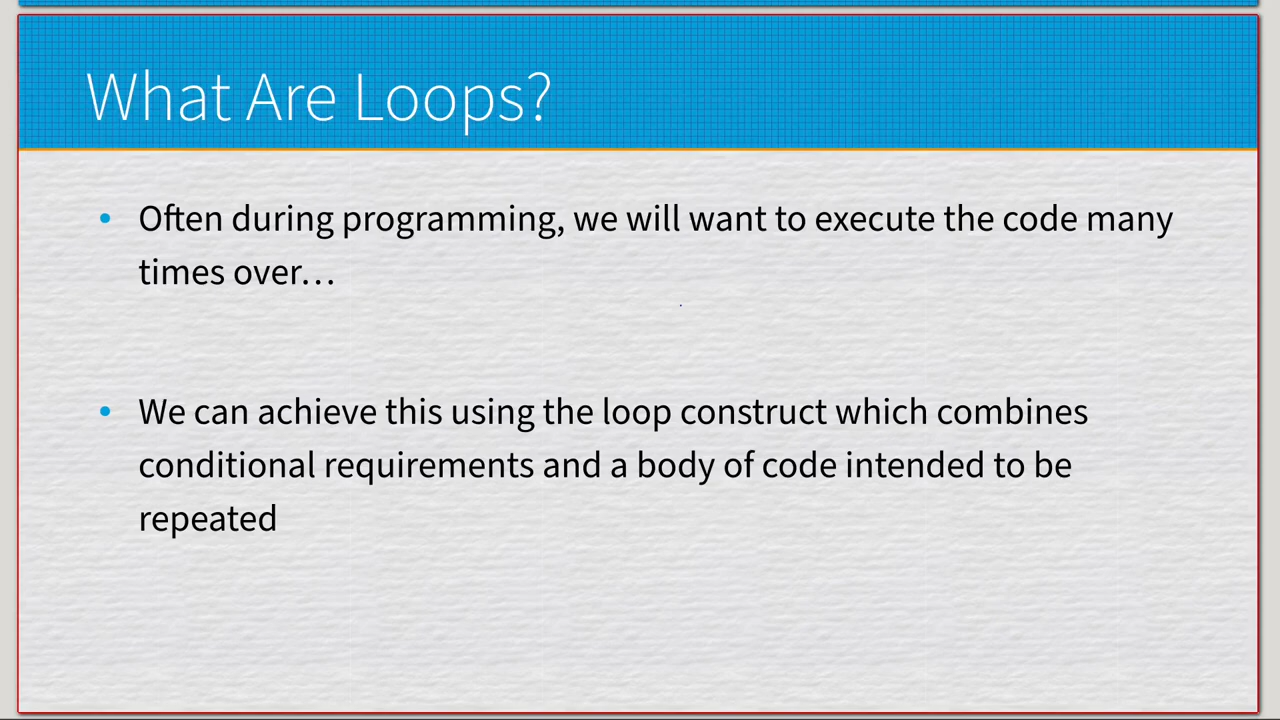 What Are Loops?
• Often during programming, we will want to execute the code many
times over…
• We can achieve this using the loop construct which combines
conditional requirements and a body of code intended to be
repeated